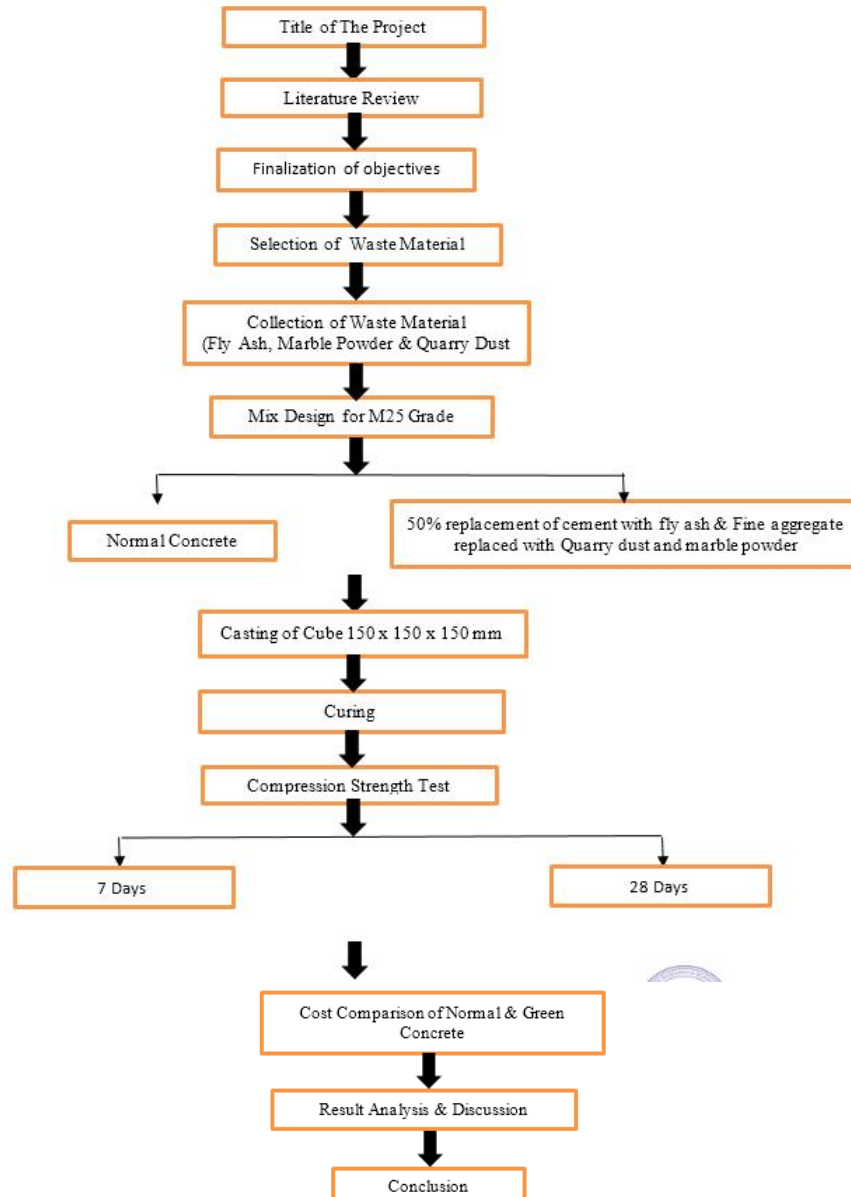 Title of The Project
Literature Review
Finalization of objectives
Selection of Waste Material
Collection of Waste Material
(Fly Ash, Marble Powder & Quarry Dust
Mix Design for M25 Grade
Normal Concrete
50% replacement of cement with fly ash & Fine aggregate
replaced with Quarry dust and marble powder
Casting of Cube 150 x 150 x 150 mm
Curing
Compression Strength Test
7 Days
28 Days
Cost Comparison of Normal & Green
Concrete
Result Analysis & Discussion
Conclusion